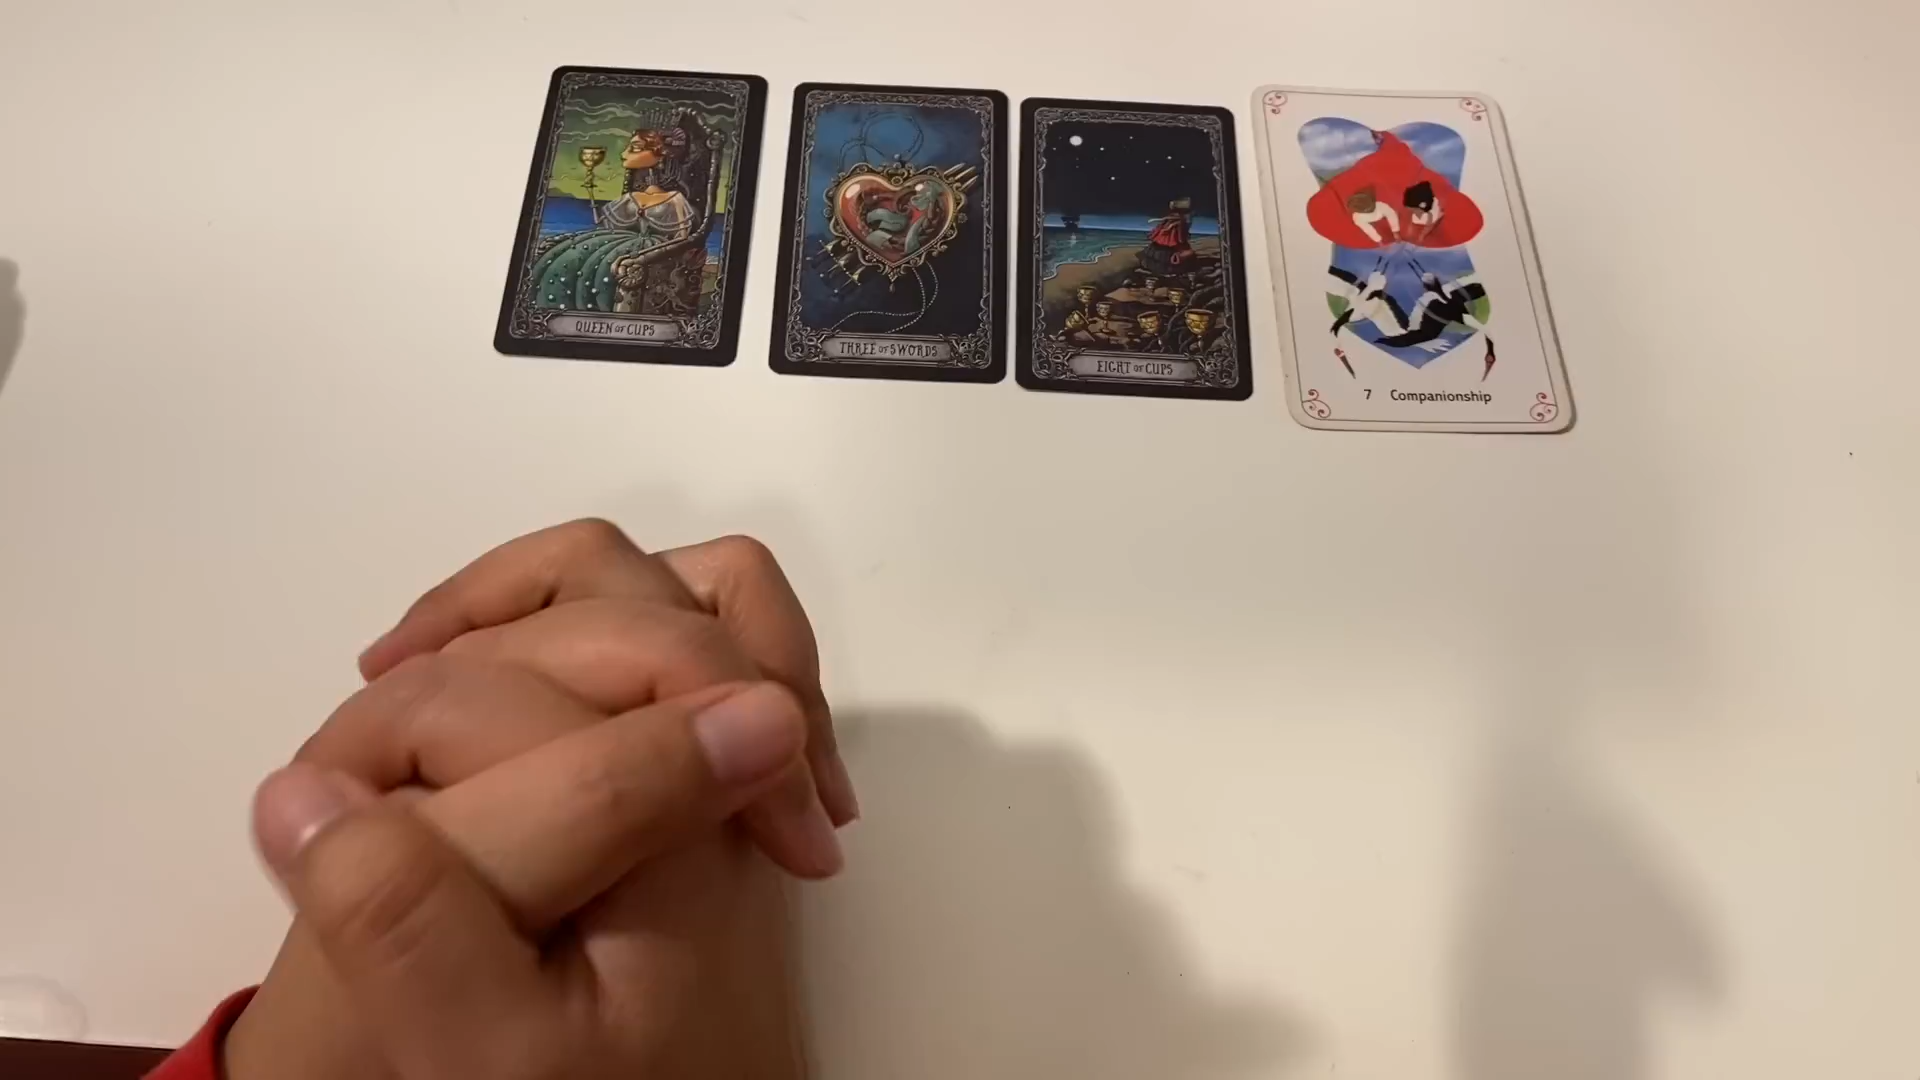 QUEEN OF CUPS
THREE OF SWORDS
EIGHT OF CUPS
7 Companionship